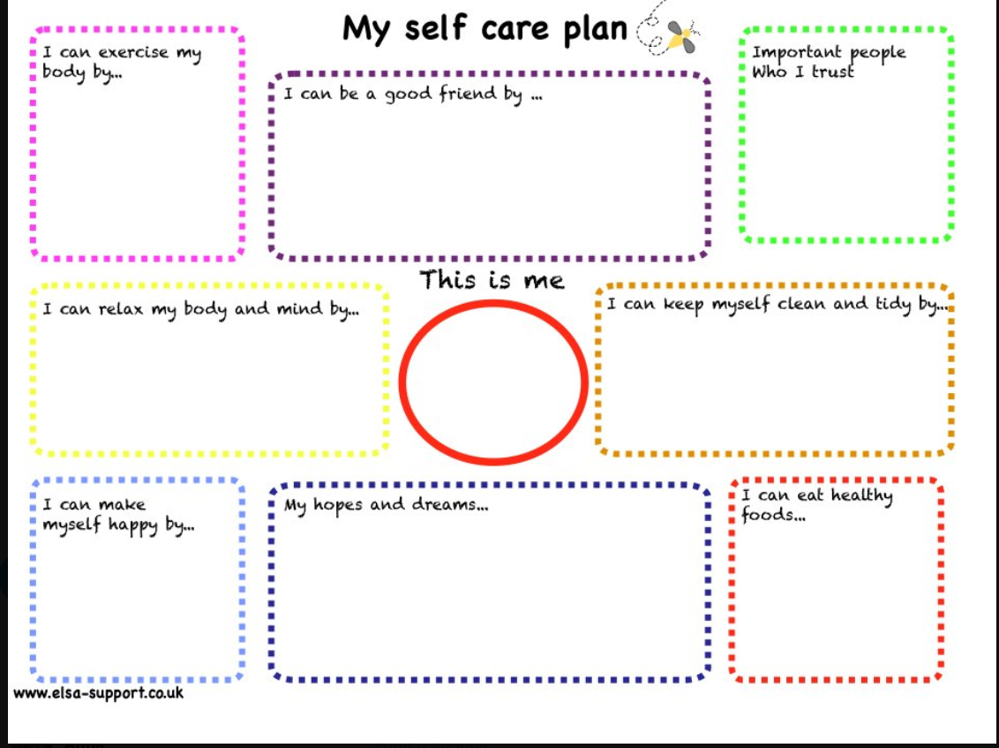 My self care plan
I can exercise my
body by...
I can be a good friend by ...
Important people
Who I trust
This is me
I can relax my body and mind by...
I can keep myself clean and tidy by...
I can make
myself happy by...
My hopes and dreams...
I can eat healthy
foods...
www.elsa-support.co.uk